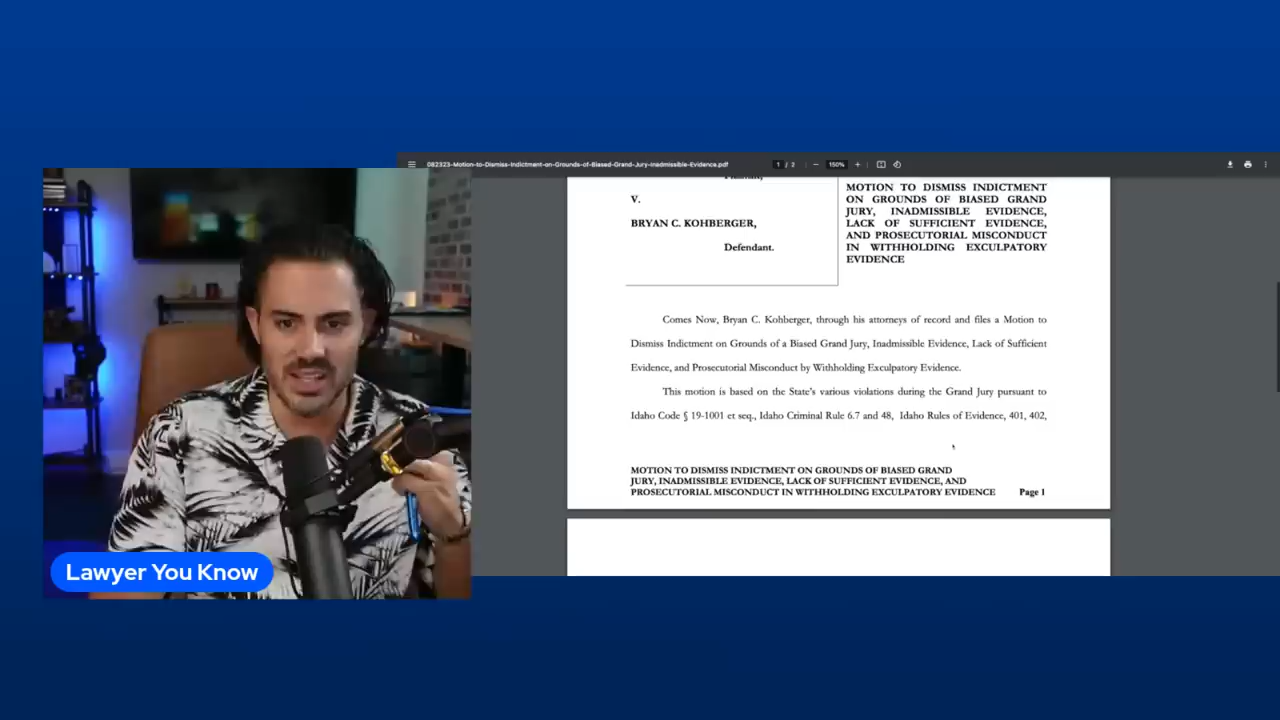 082323-Motion-to-Dismiss-Indictment-on-Grounds-of-Biased-Grand-Jury-Inadmissible-Evidence.pdf
1 / 2
150%
V.
BRYAN C. KOHBERGER,
Defendant.
MOTION TO DISMISS INDICTMENT
ON GROUNDS OF BIASED GRAND
JURY, INADMISSIBLE EVIDENCE,
LACK OF SUFFICIENT EVIDENCE,
AND PROSECUTORIAL MISCONDUCT
IN WITHHOLDING EXCULPATORY
EVIDENCE
Comes Now, Bryan C. Kohberger, through his attorneys of record and files a Motion to
Dismiss Indictment on Grounds of a Biased Grand Jury, Inadmissible Evidence, Lack of Sufficient
Evidence, and Prosecutorial Misconduct by Withholding Exculpatory Evidence.
This motion is based on the State's various violations during the Grand Jury pursuant to
Idaho Code § 19-1001 et seq., Idaho Criminal Rule 6.7 and 48, Idaho Rules of Evidence, 401, 402,
MOTION TO DISMISS INDICTMENT ON GROUNDS OF BIASED GRAND
JURY, INADMISSIBLE EVIDENCE, LACK OF SUFFICIENT EVIDENCE, AND
PROSECUTORIAL MISCONDUCT IN WITHHOLDING EXCULPATORY EVIDENCE Page 1
Lawyer You Know